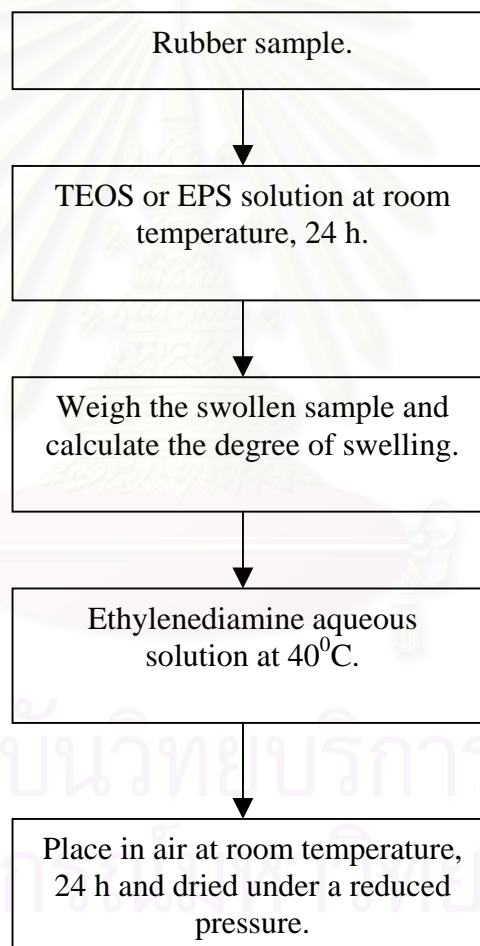 Rubber sample.
TEOS or EPS solution at room
temperature, 24 h.
Weigh the swollen sample and
calculate the degree of swelling.
Ethylenediamine aqueous
solution at 40⁰C.
Place in air at room temperature,
24 h and dried under a reduced
pressure.